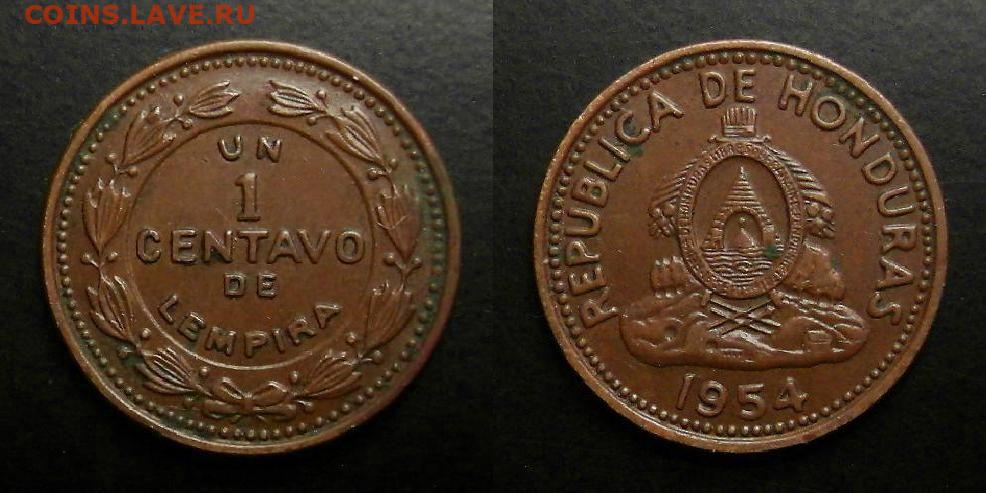 COINS.LAVE.RU
UN
1
CENTAVO
DE
LEMPIRA
REPUBLICA DE HONDURAS
1954